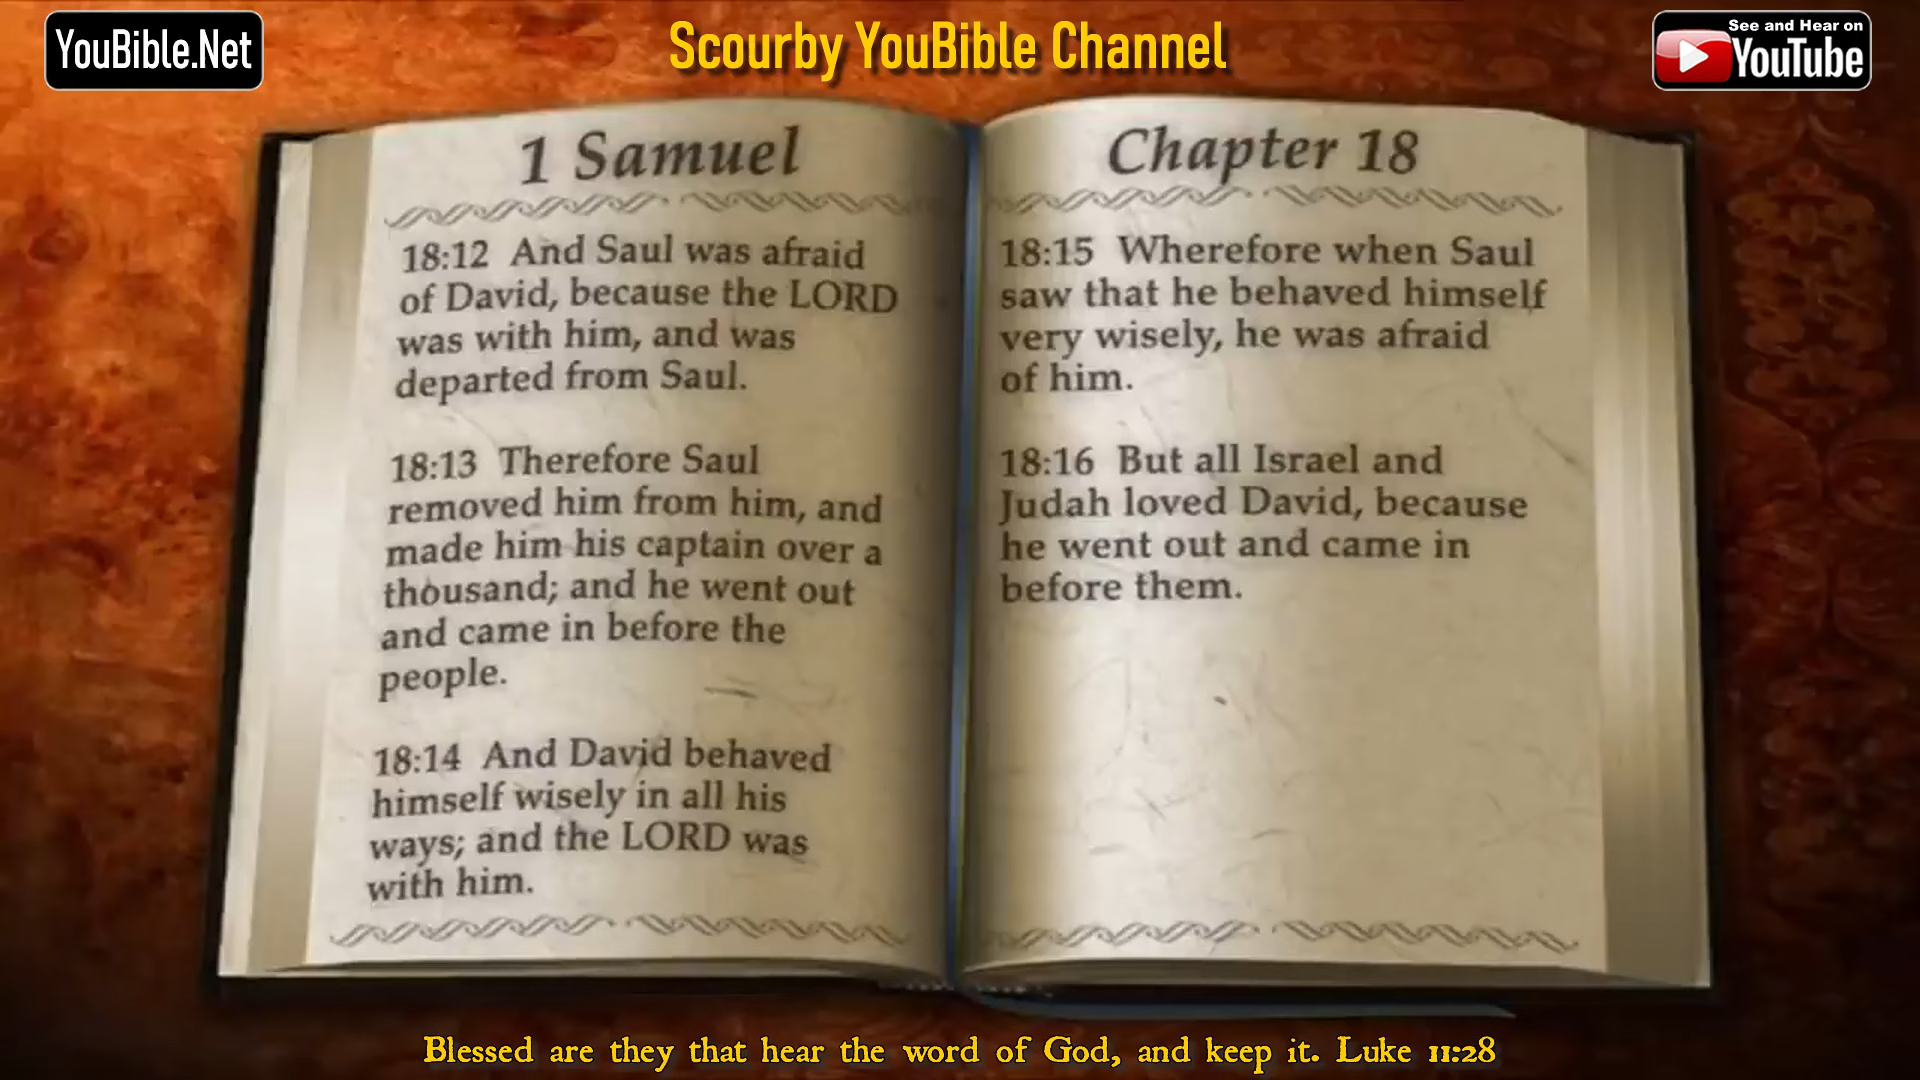 YouBible.Net
Scourby YouBible Channel
See and Hear on
YouTube
1 Samuel
18:12 And Saul was afraid
of David, because the LORD
was with him, and was
departed from Saul.
18:13 Therefore Saul
removed him from him, and
made him his captain over a
thousand; and he went out
and came in before the
people.
18:14 And David behaved
himself wisely in all his
ways; and the LORD was
with him.
Chapter 18
18:15 Wherefore when Saul
saw that he behaved himself
very wisely, he was afraid
of him.
18:16 But all Israel and
Judah loved David, because
he went out and came in
before them.
Blessed are they that hear the word of God, and keep it. Luke 11:28